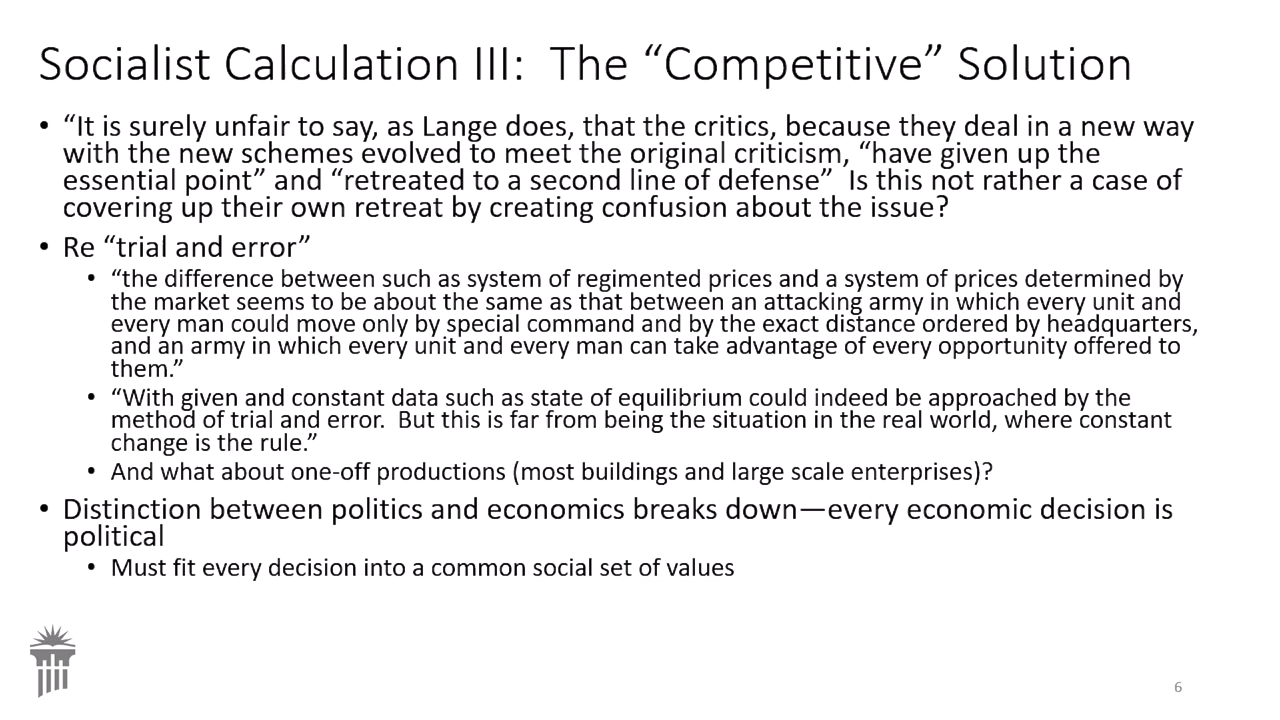 Socialist Calculation III:  The “Competitive” Solution
• “It is surely unfair to say, as Lange does, that the critics, because they deal in a new way
with the new schemes evolved to meet the original criticism, “have given up the
essential point” and “retreated to a second line of defense”  Is this not rather a case of
covering up their own retreat by creating confusion about the issue?
• Re “trial and error”
• “the difference between such as system of regimented prices and a system of prices determined by
the market seems to be about the same as that between an attacking army in which every unit and
every man could move only by special command and by the exact distance ordered by headquarters,
and an army in which every unit and every man can take advantage of every opportunity offered to
them.”
• “With given and constant data such as state of equilibrium could indeed be approached by the
method of trial and error.  But this is far from being the situation in the real world, where constant
change is the rule.”
• And what about one-off productions (most buildings and large scale enterprises)?
• Distinction between politics and economics breaks down—every economic decision is
political
• Must fit every decision into a common social set of values
6